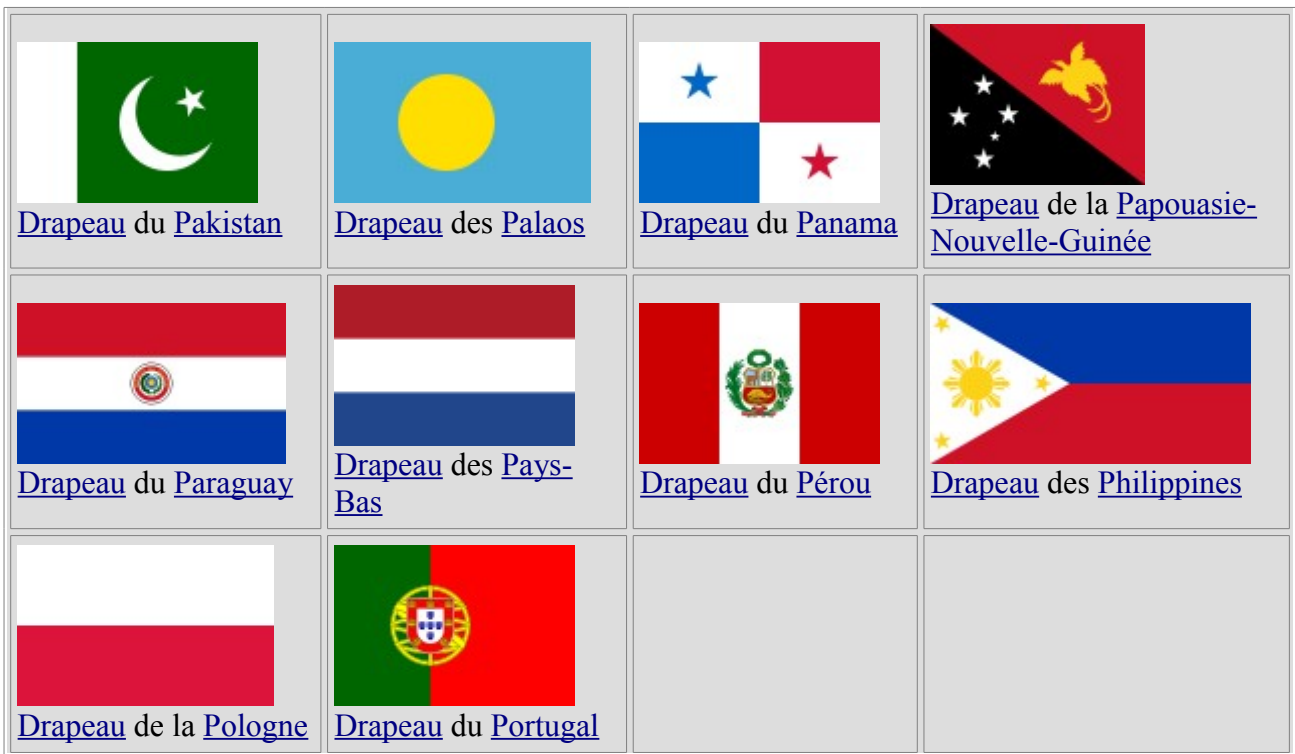 Drapeau du Pakistan
Drapeau des Palaos
Drapeau du Panama
Drapeau de la Papouasie-
Nouvelle-Guinée
Drapeau du Paraguay
Drapeau des Pays-
Bas
Drapeau du Pérou
Drapeau des Philippines
Drapeau de la Pologne
Drapeau du Portugal